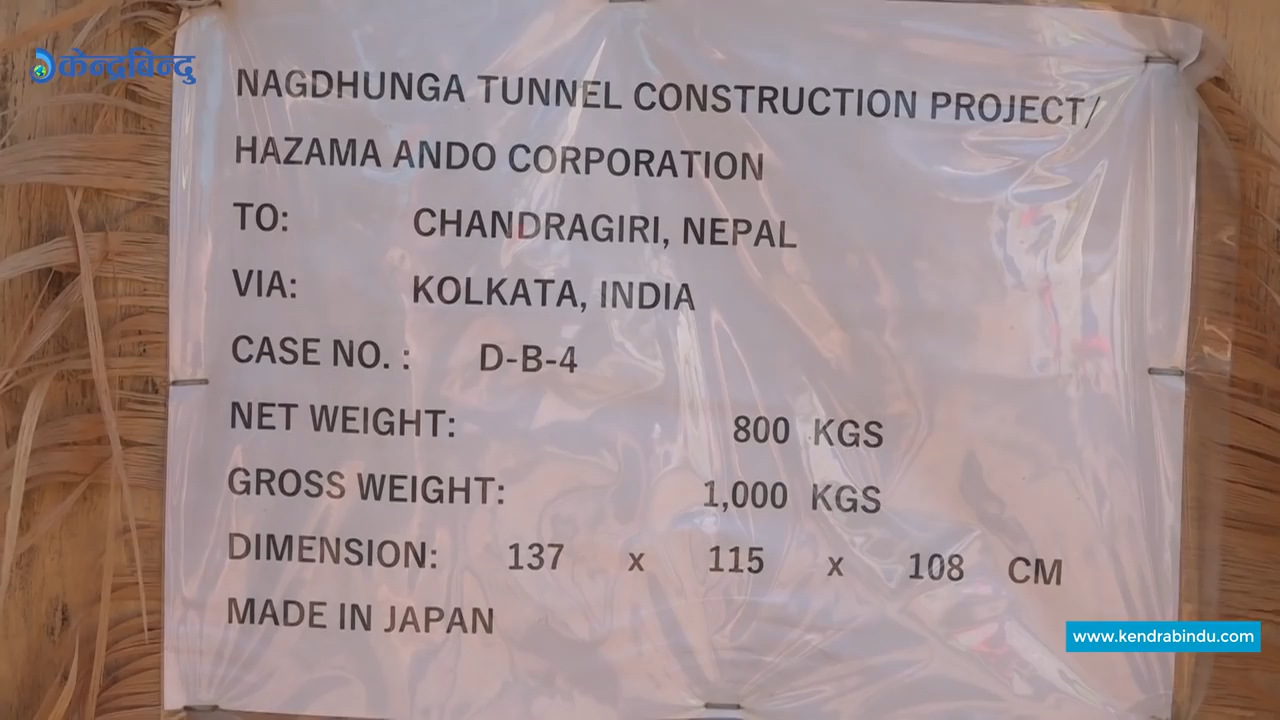 केन्द्रबिन्दु
NAGDHUNGA TUNNEL CONSTRUCTION PROJECT/
HAZAMA ANDO CORPORATION
TO: CHANDRAGIRI, NEPAL
VIA: KOLKATA, INDIA
CASE NO. : D-B-4
NET WEIGHT: 800 KGS
GROSS WEIGHT: 1,000 KGS
DIMENSION: 137 x 115 x 108 CM
MADE IN JAPAN
www.kendrabindu.com